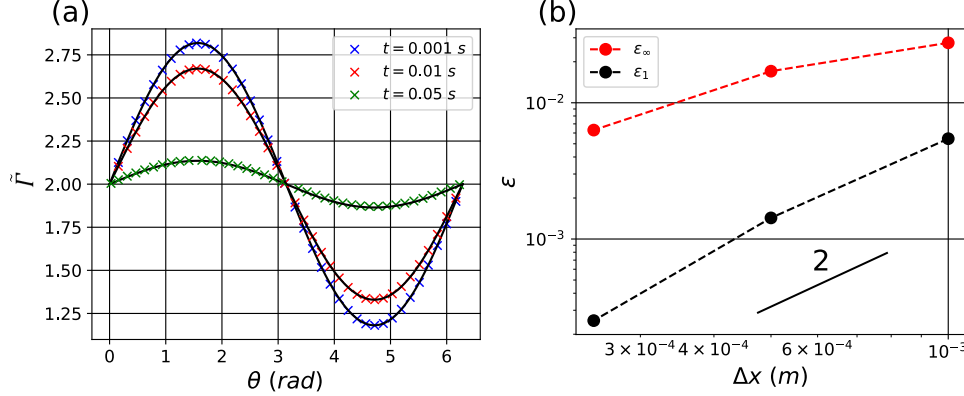 (a)
2.75
2.50
2.25
2.00
1.75
1.50
1.25
Γ̃
0 1 2 3 4 5 6
θ (rad)
t = 0.001 s
t = 0.01 s
t = 0.05 s
(b)
ε∞
ε1
10⁻²
10⁻³
ε
2
3 × 10⁻⁴ 4 × 10⁻⁴ 6 × 10⁻⁴ 10⁻³
Δx (m)